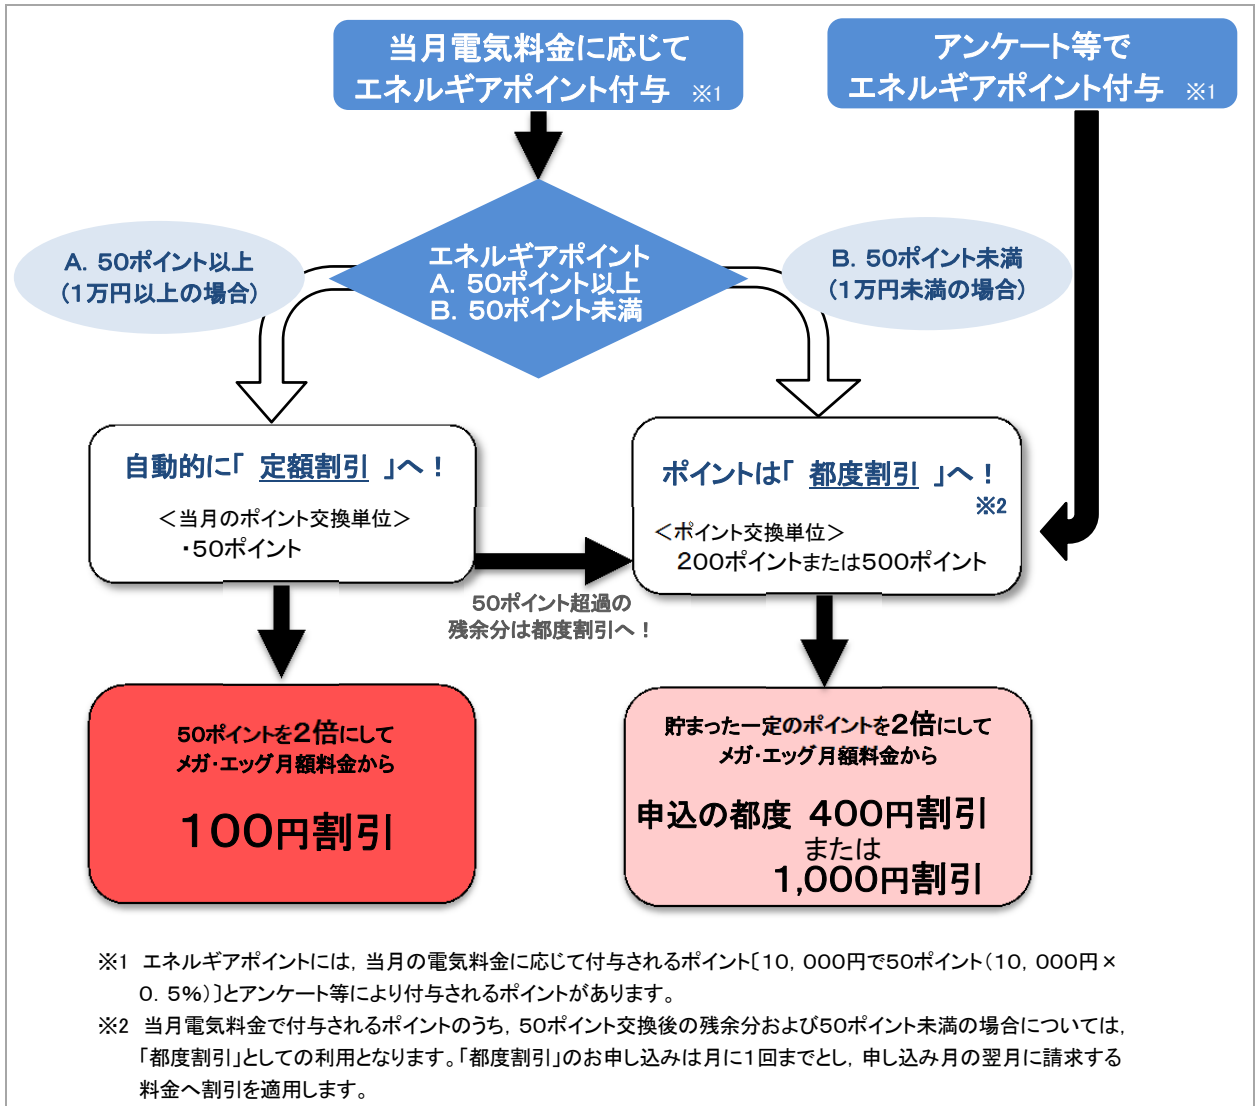 当月電気料金に応じて
エネルギアポイント付与 ※1
アンケート等で
エネルギアポイント付与 ※1
エネルギアポイント
A. 50ポイント以上
B. 50ポイント未満
A. 50ポイント以上
(1万円以上の場合)
B. 50ポイント未満
(1万円未満の場合)
自動的に「 定額割引 」へ！
＜当月のポイント交換単位＞
・50ポイント
ポイントは「 都度割引 」へ！
※2
＜ポイント交換単位＞
200ポイントまたは500ポイント
50ポイント超過の
残余分は都度割引へ！
50ポイントを2倍にして
メガ・エッグ月額料金から
100円割引
貯まった一定のポイントを2倍にして
メガ・エッグ月額料金から
申込の都度 400円割引
または
1,000円割引
※1 エネルギアポイントには, 当月の電気料金に応じて付与されるポイント〔10, 000円で50ポイント(10, 000円×
0. 5%)〕とアンケート等により付与されるポイントがあります。
※2 当月電気料金で付与されるポイントのうち, 50ポイント交換後の残余分および50ポイント未満の場合については,
「都度割引」としての利用となります。「都度割引」のお申し込みは月に1回までとし, 申し込み月の翌月に請求する
料金へ割引を適用します。